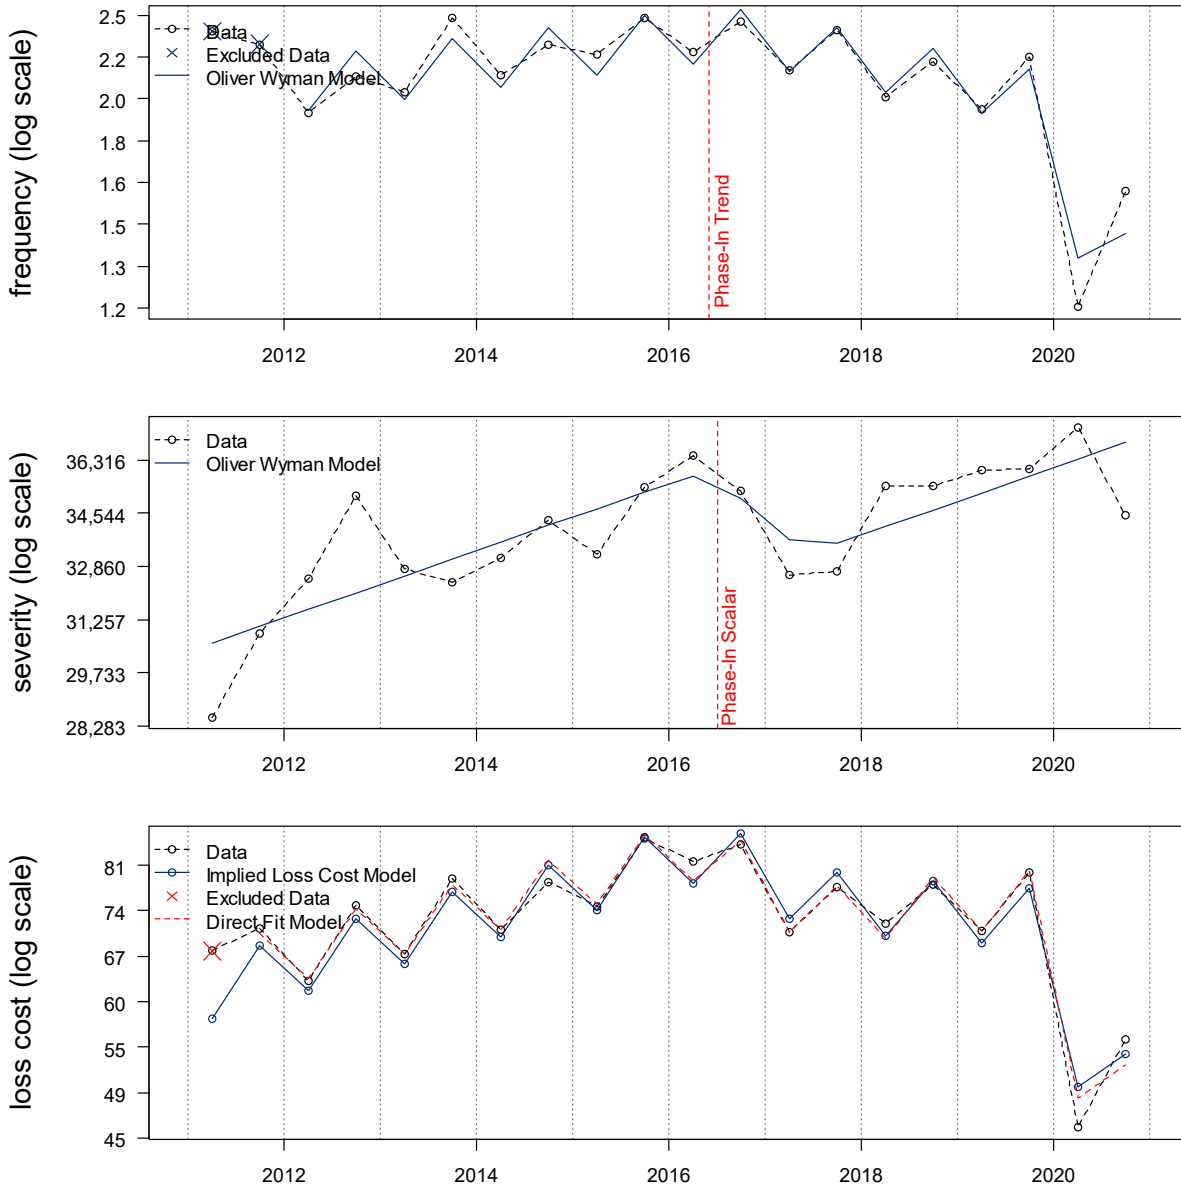 frequency (log scale)
2.5
2.2
2.0
1.8
1.6
1.5
1.3
1.2
Data
Excluded Data
Oliver Wyman Model
Phase-In Trend
2012
2014
2016
2018
2020
severity (log scale)
36,316
34,544
32,860
31,257
29,733
28,283
Data
Oliver Wyman Model
Phase-In Scalar
2012
2014
2016
2018
2020
loss cost (log scale)
81
74
67
60
55
49
45
Data
Implied Loss Cost Model
Excluded Data
Direct Fit Model
2012
2014
2016
2018
2020